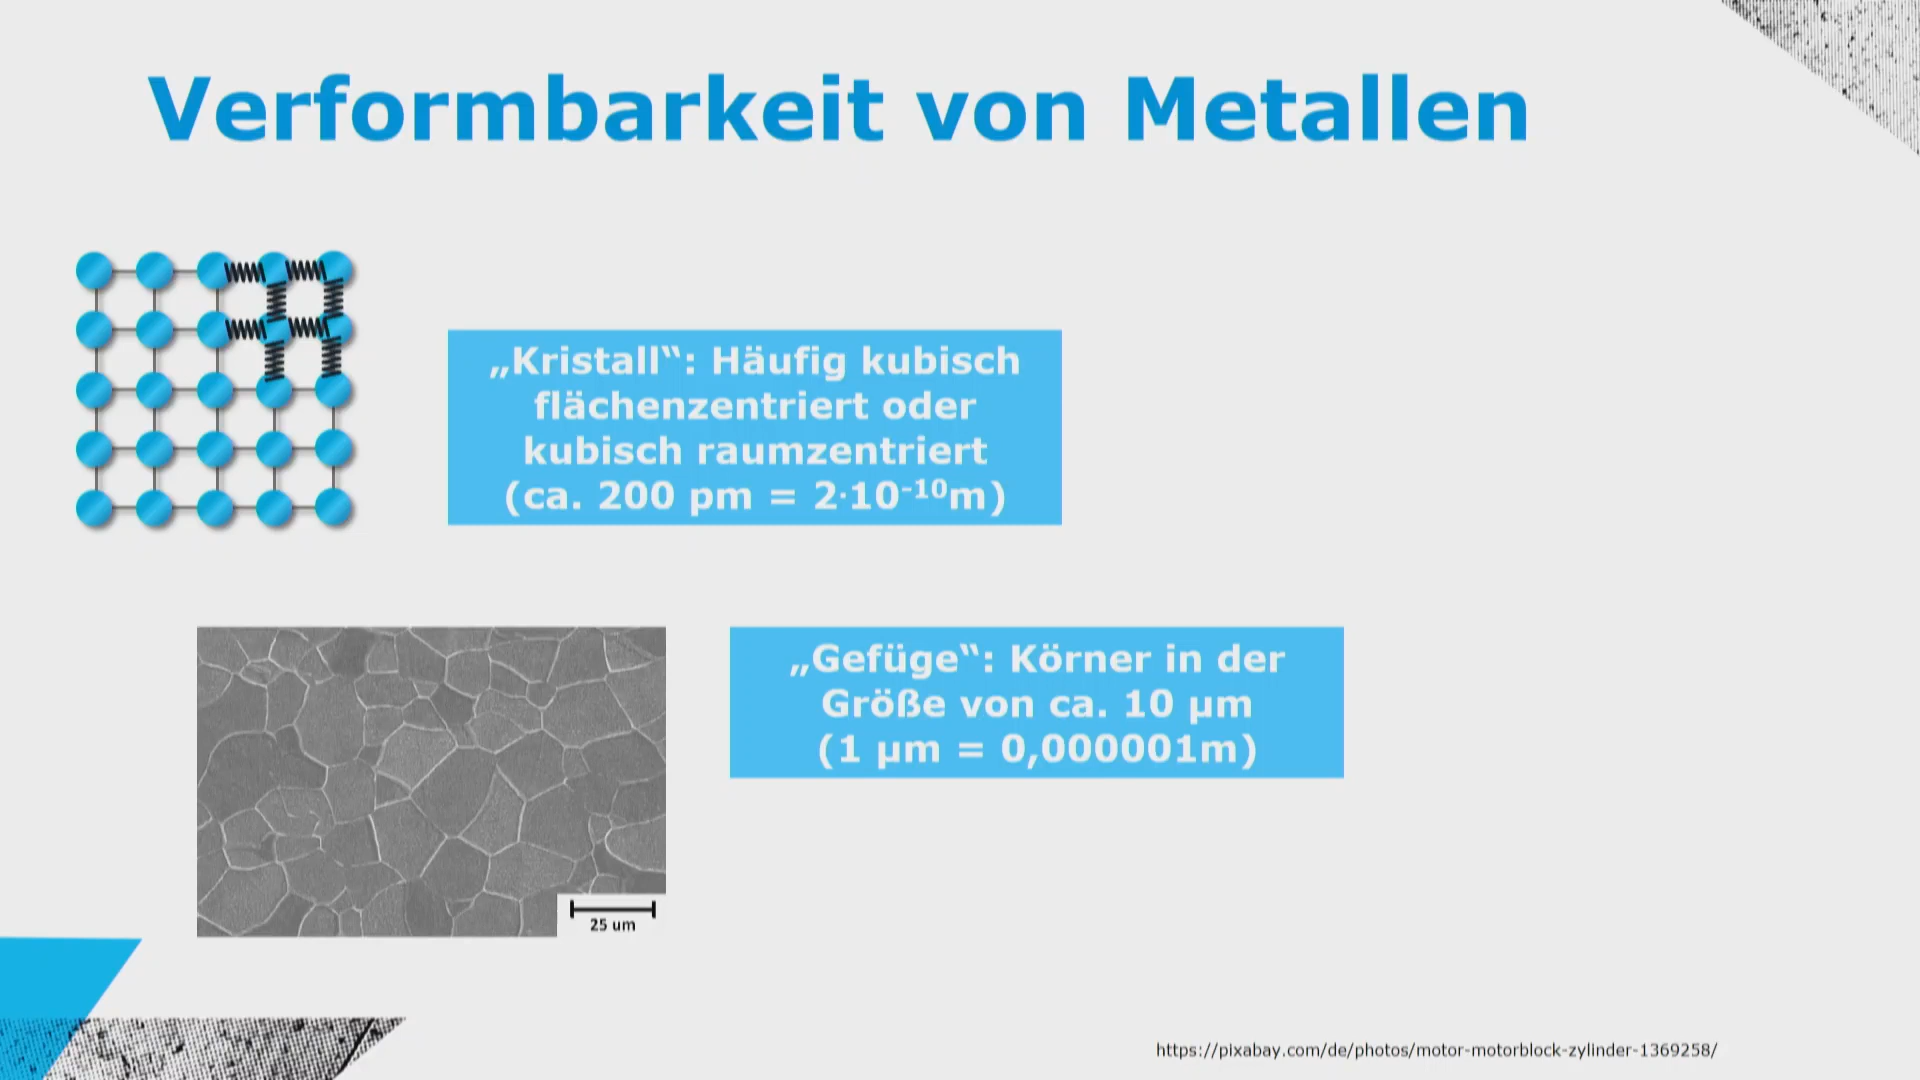 Verformbarkeit von Metallen
„Kristall“: Häufig kubisch
flächenzentriert oder
kubisch raumzentriert
(ca. 200 pm = 2·10⁻¹⁰m)
„Gefüge“: Körner in der
Größe von ca. 10 µm
(1 µm = 0,000001m)
25 um
https://pixabay.com/de/photos/motor-motorblock-zylinder-1369258/